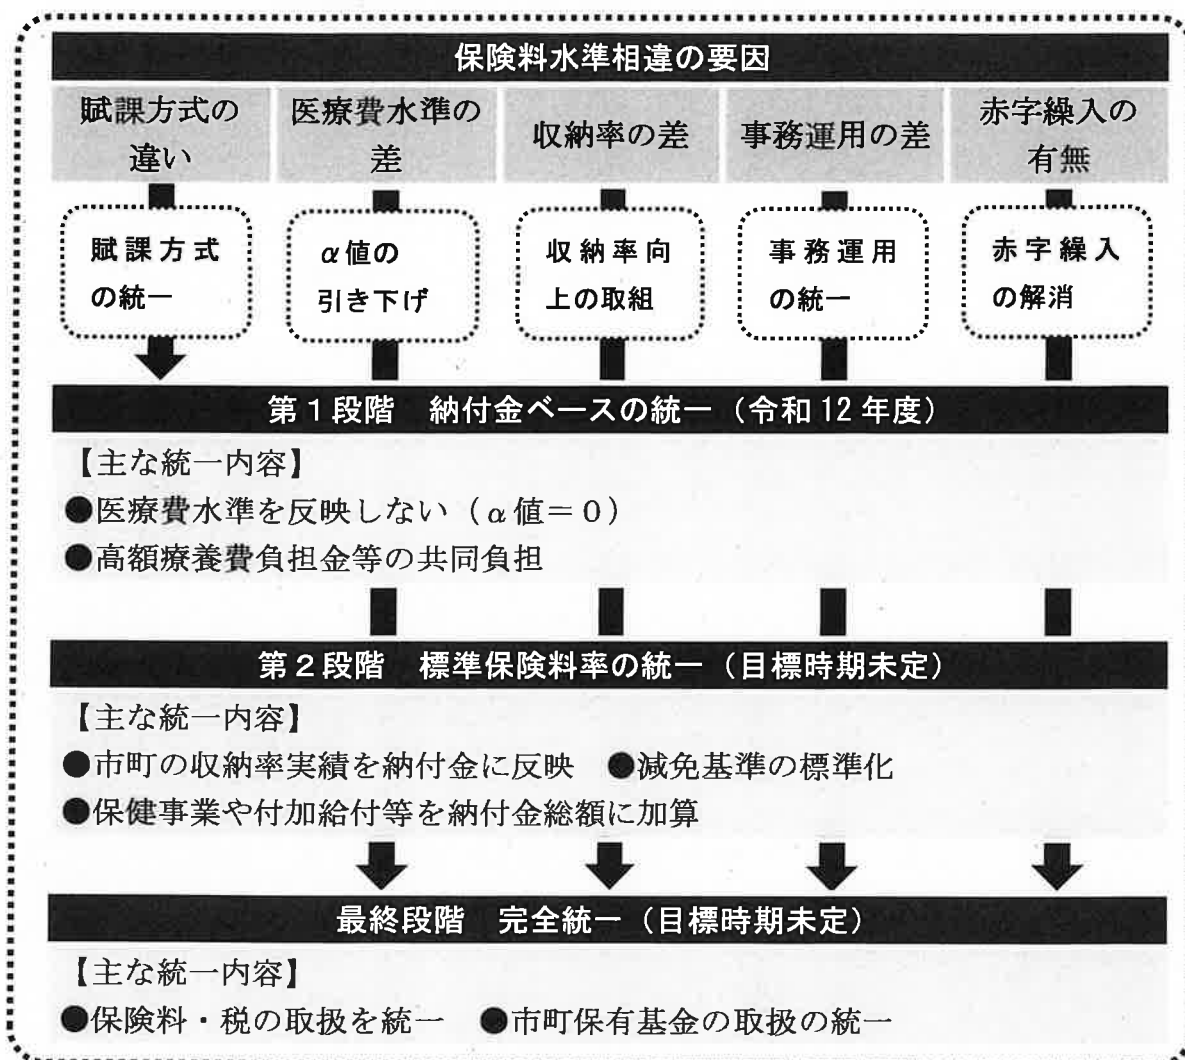 保険料水準相違の要因
賦課方式の
違い
医療費水準の
差
収納率の差
事務運用の差
赤字繰入の
有無
賦課方式
の統一
α値の
引き下げ
収納率向
上の取組
事務運用
の統一
赤字繰入
の解消
第1段階 納付金ベースの統一(令和12年度)
【主な統一内容】
●医療費水準を反映しない(α値=0)
●高額療養費負担金等の共同負担
第2段階 標準保険料率の統一(目標時期未定)
【主な統一内容】
●市町の収納率実績を納付金に反映 ●減免基準の標準化
●保健事業や付加給付等を納付金総額に加算
最終段階 完全統一(目標時期未定)
【主な統一内容】
●保険料・税の取扱を統一 ●市町保有基金の取扱の統一